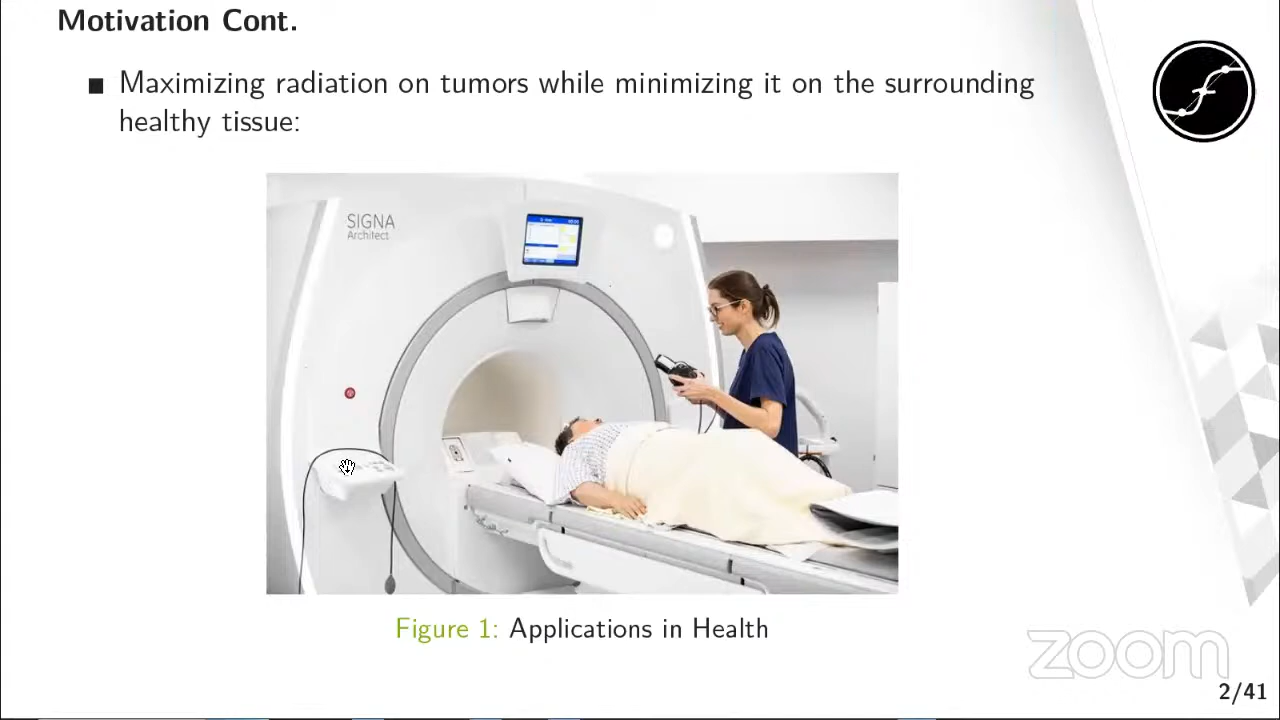 Motivation Cont.
Maximizing radiation on tumors while minimizing it on the surrounding
healthy tissue:
SIGNA
Architect
Figure 1: Applications in Health
zoom
2/41